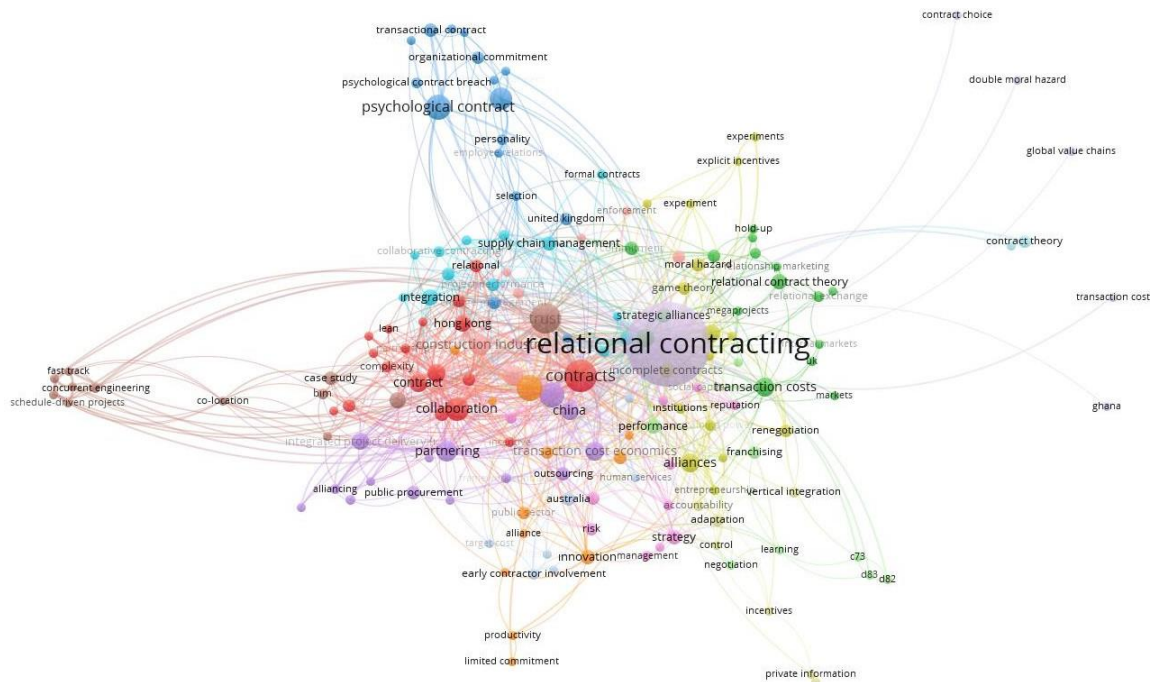 contract choice
transactional contract
organizational commitment
double moral hazard
psychological contract breach
psychological contract
experiments
personality
employee relations
explicit incentives
global value chains
formal contracts
selection
experiment
enforcement
united kingdom
hold-up
supply chain management
contract theory
collaborative contracting
commitment
relational
moral hazard
relationship marketing
relational contract theory
game theory
integration
relational exchange
transaction cost
megaprojects
strategic alliances
trust
hong kong
lean
construction industry
relational contracting
uk
complexity
incomplete contracts
fast track
case study
contract
contracts
concurrent engineering
bim
transaction costs
markets
schedule-driven projects
co-location
collaboration
china
institutions
reputation
ghana
performance
renegotiation
integrated project delivery
partnering
transaction cost economics
alliances
franchising
outsourcing
human services
alliancing
public procurement
australia
entrepreneurship
vertical integration
accountability
public sector
adaptation
risk
alliance
strategy
target cost
control
learning
innovation
management
negotiation
c73
early contractor involvement
d83
d82
incentives
productivity
limited commitment
private information